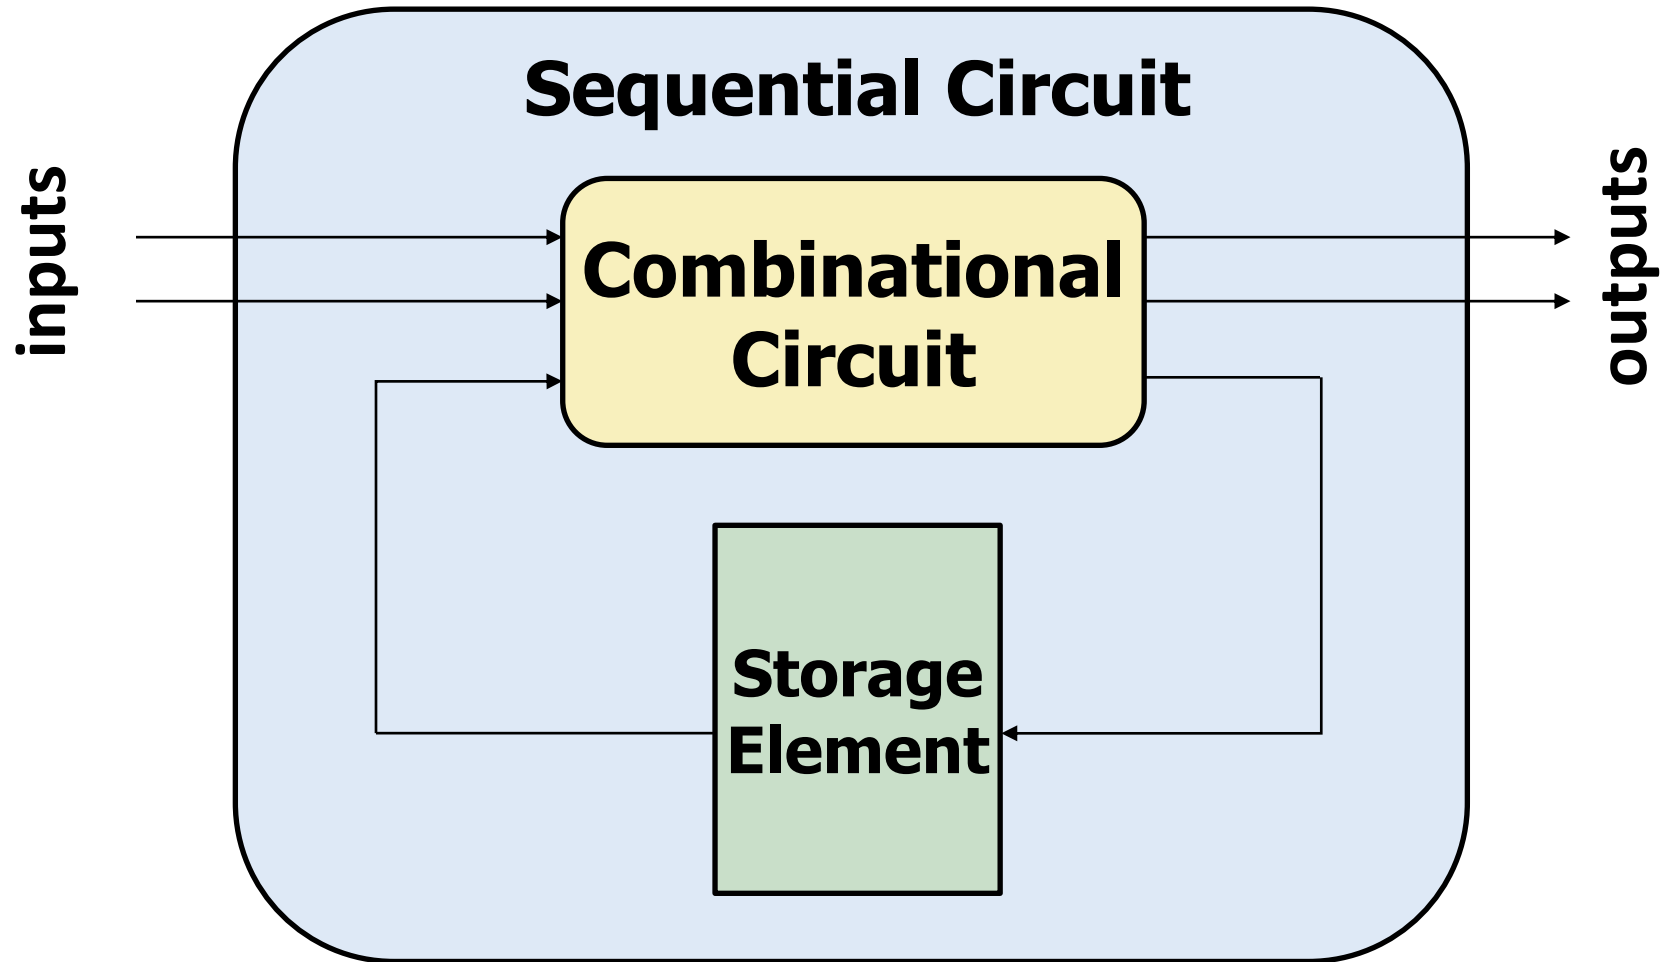 Sequential Circuit
inputs
Combinational
Circuit
outputs
Storage
Element